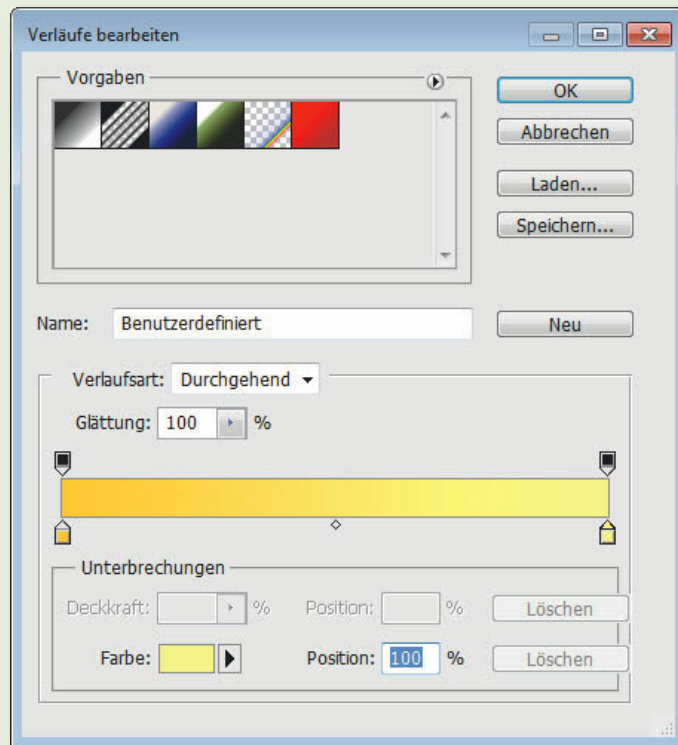 Verläufe bearbeiten
Vorgaben
OK
Abbrechen
Laden...
Speichern...
Name: Benutzerdefiniert
Neu
Verlaufsart: Durchgehend
Glättung: 100 %
Unterbrechungen
Deckkraft: % Position: % Löschen
Farbe: Position: 100 % Löschen